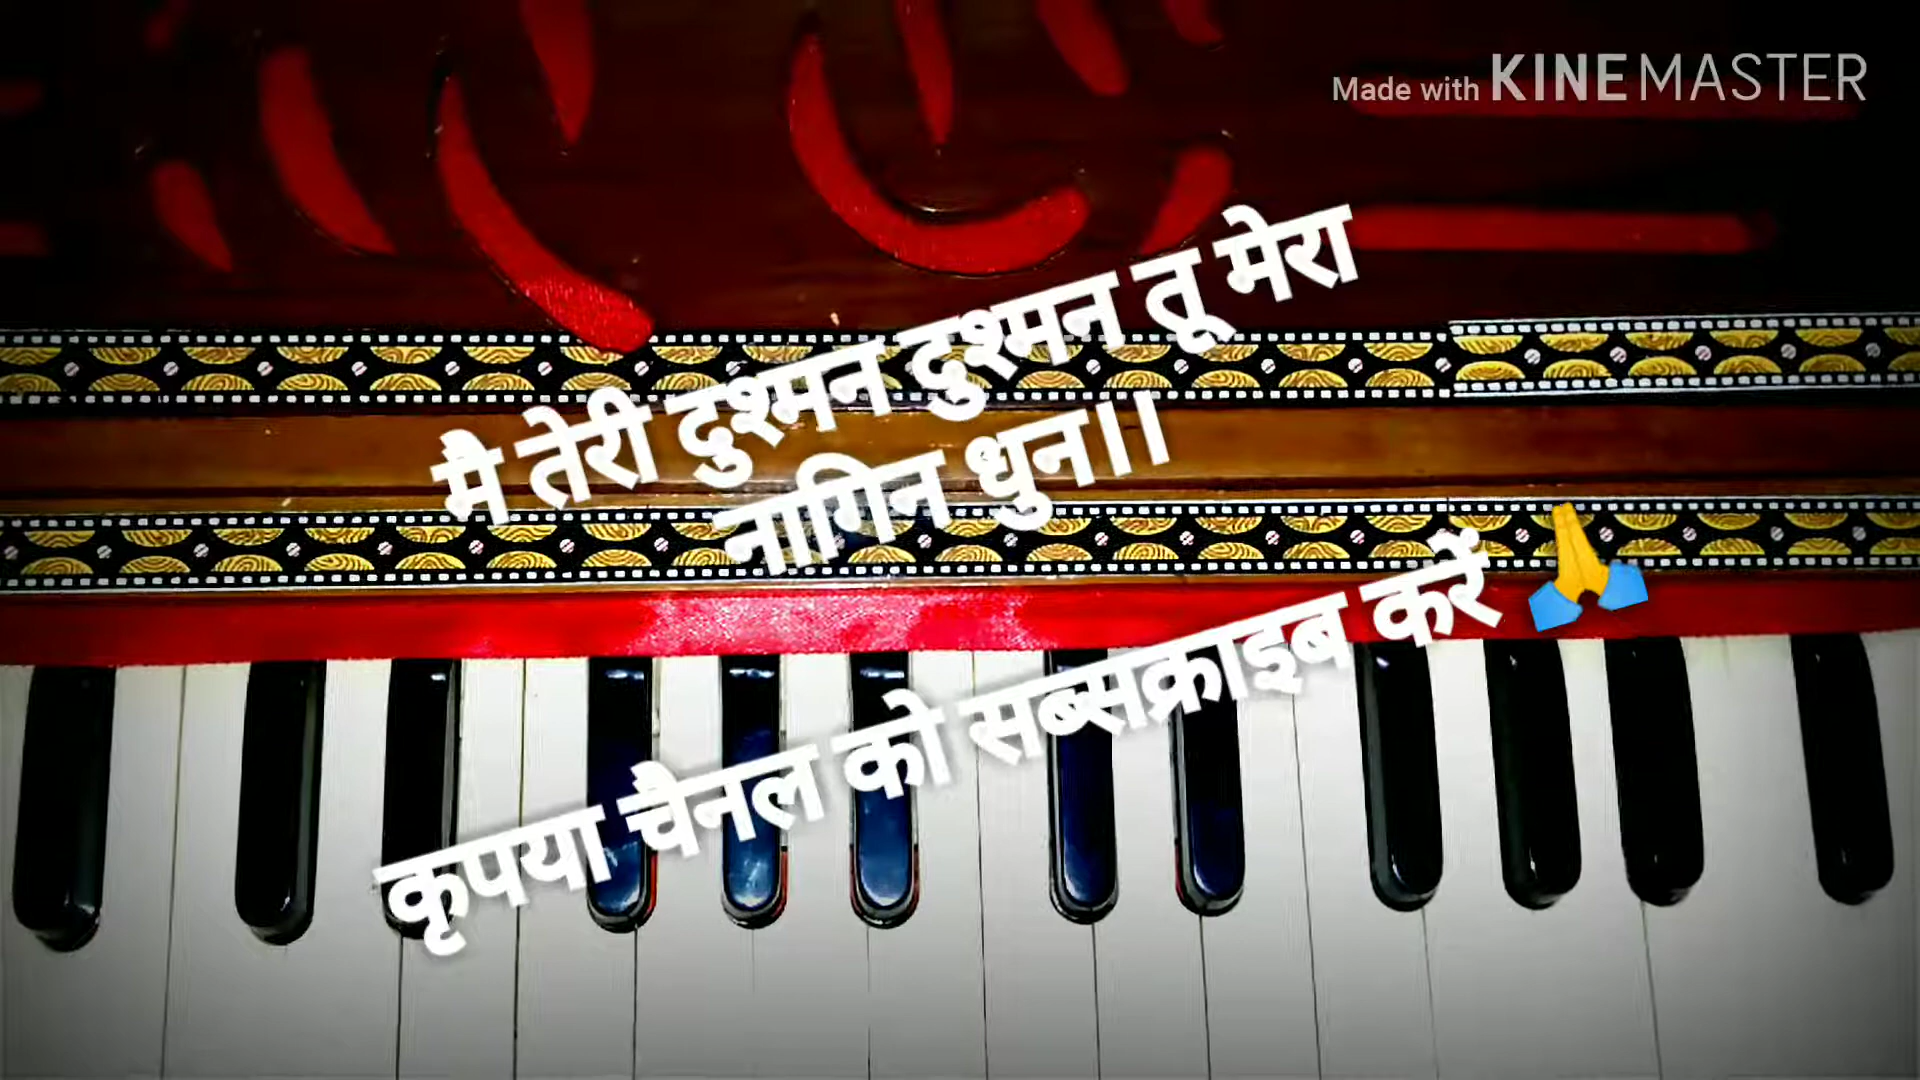 Made with KINEMASTER
मै तेरी दुश्मन दुश्मन तू मेरा
नागिन धुन।।
कृपया चैनल को सब्सक्राइब करें 🙏